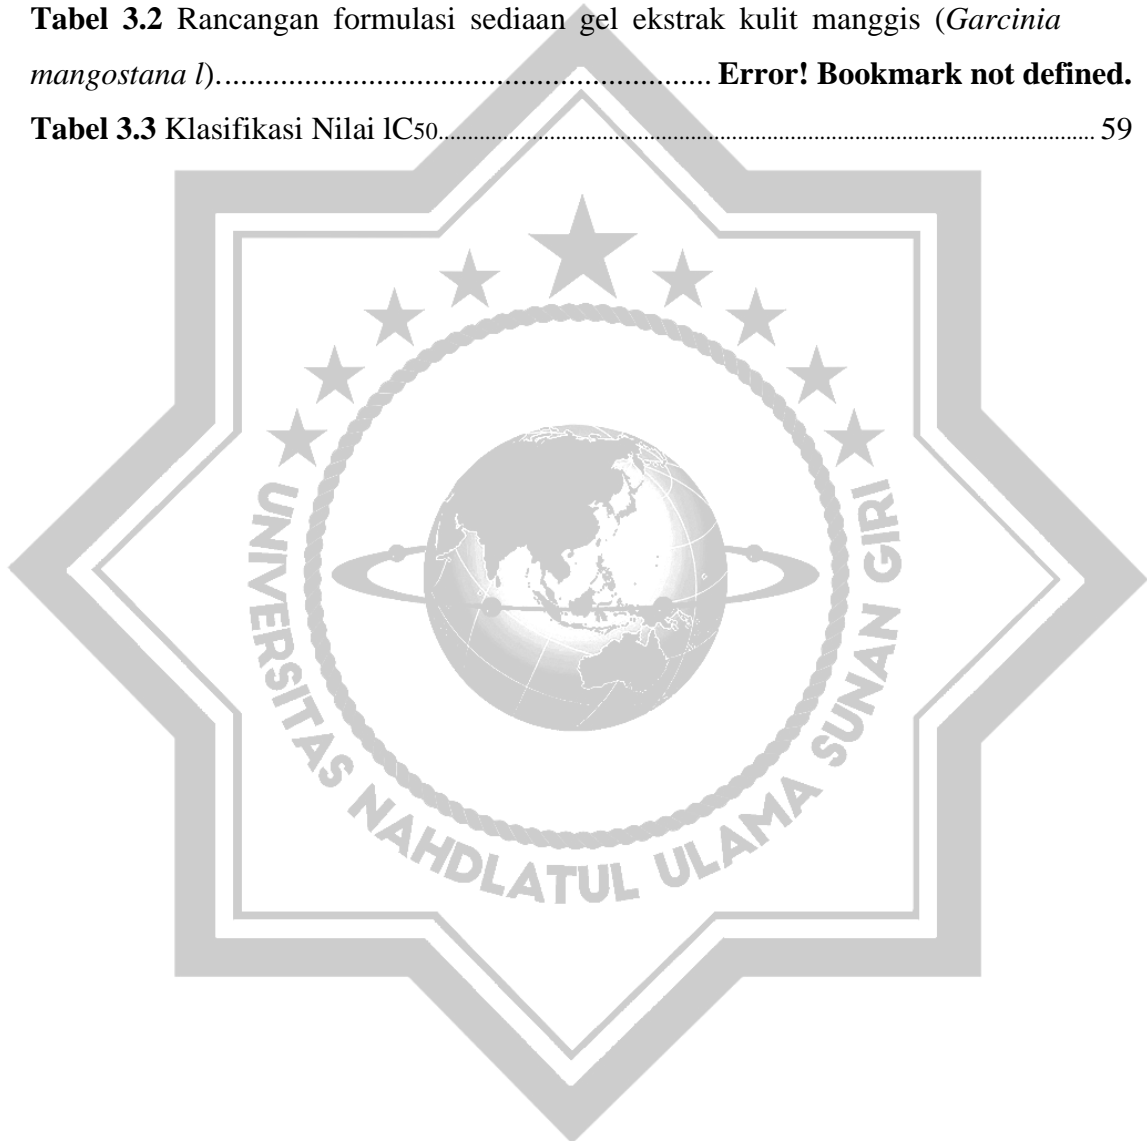 Tabel 3.2 Rancangan formulasi sediaan gel ekstrak kulit manggis (Garcinia
mangostana l)............................................................ Error! Bookmark not defined.
Tabel 3.3 Klasifikasi Nilai lC50............................................................ 59
UNIVERSITAS NAHDLATUL ULAMA SUNAN GIRI